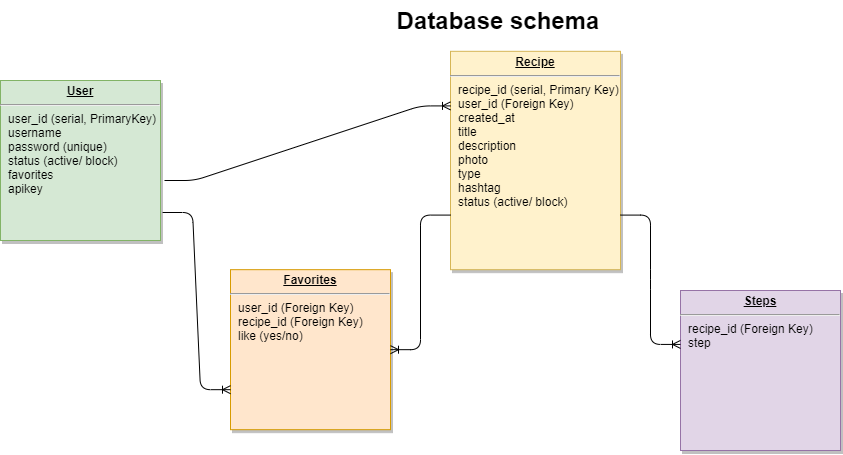 Database schema
User
user_id (serial, PrimaryKey)
username
password (unique)
status (active/ block)
favorites
apikey
Recipe
recipe_id (serial, Primary Key)
user_id (Foreign Key)
created_at
title
description
photo
type
hashtag
status (active/ block)
Favorites
user_id (Foreign Key)
recipe_id (Foreign Key)
like (yes/no)
Steps
recipe_id (Foreign Key)
step